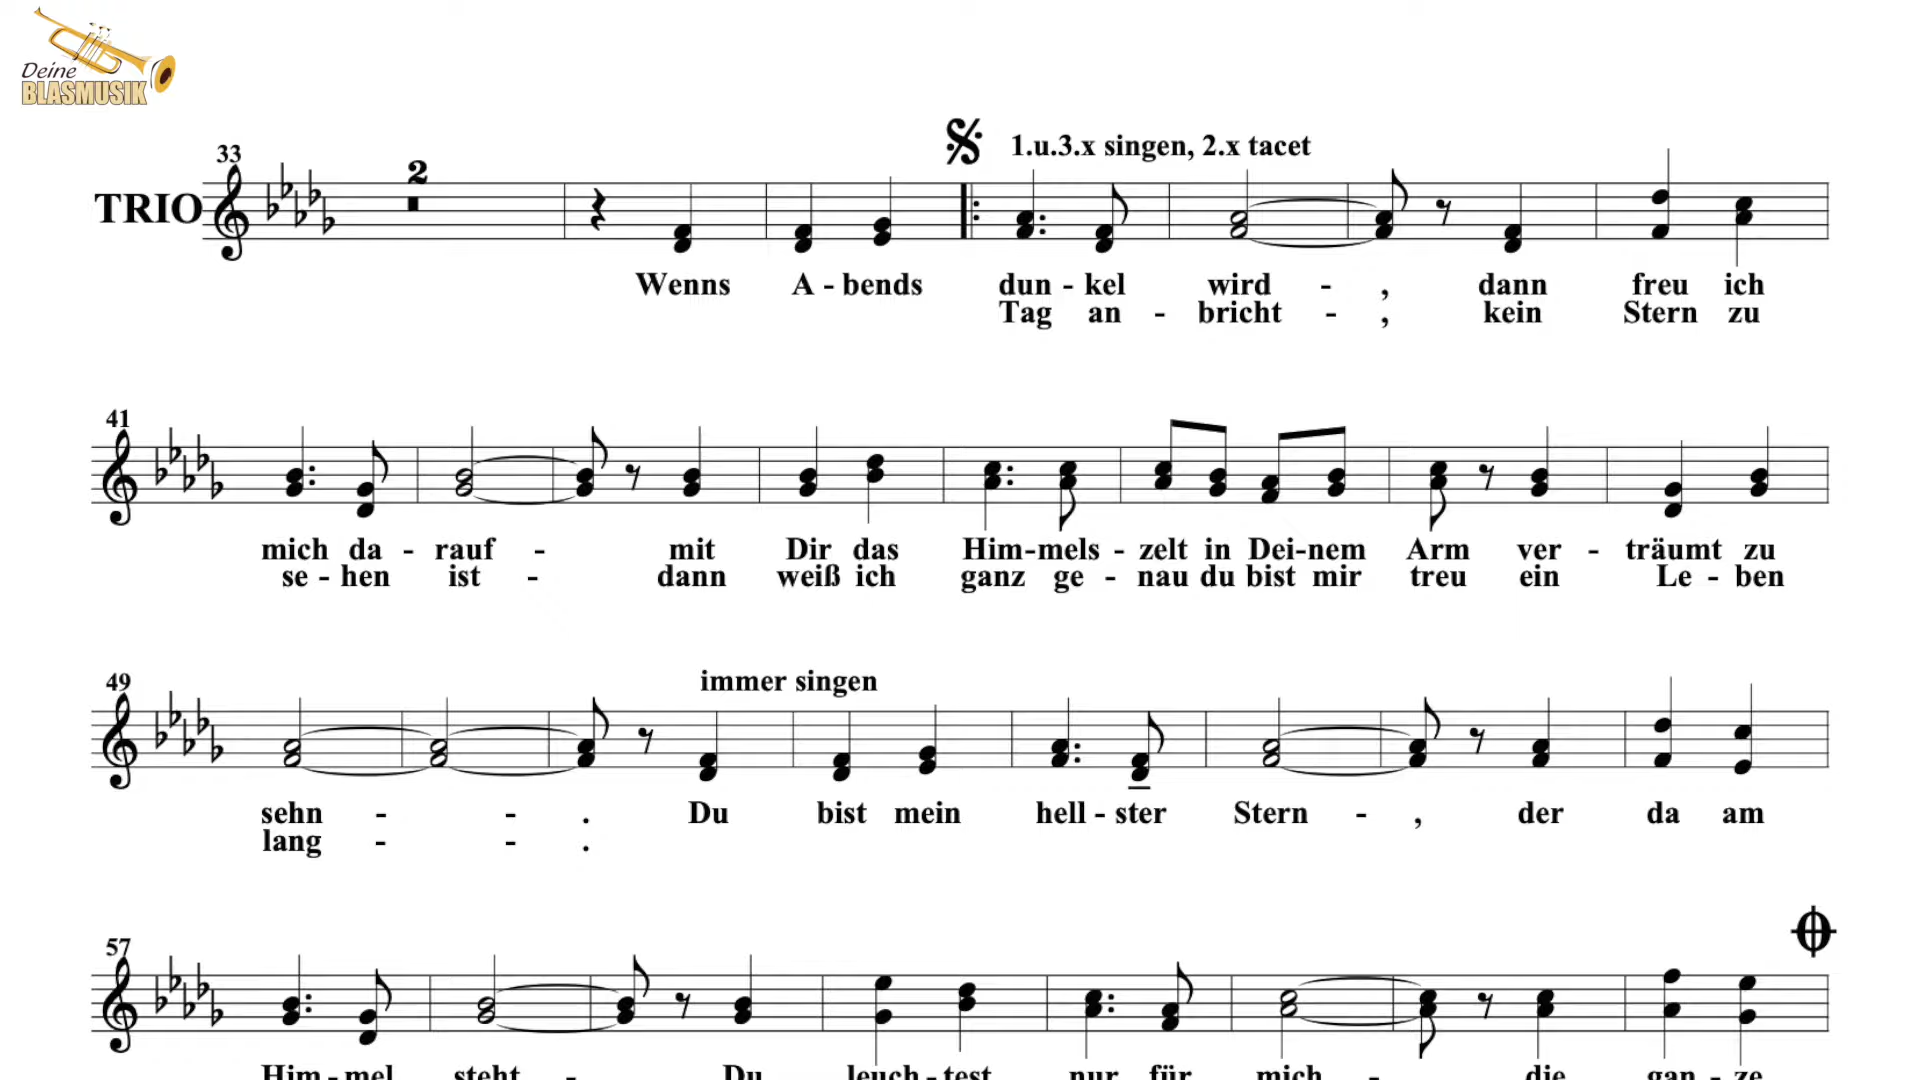 Deine
BLASMUSIK
33
2
1.u.3.x singen, 2.x tacet
TRIO
Wenns A - bends dun - kel wird - , dann freu ich
Tag an - bricht - , kein Stern zu
41
mich da - rauf - mit Dir das Him-mels - zelt in Dei-nem Arm ver - träumt zu
se - hen ist - dann weiß ich ganz ge - nau du bist mir treu ein Le - ben
49
immer singen
sehn - - . Du bist mein hell - ster Stern - , der da am
lang - - .
57
Him - mel steht - Du leuch - test nur für mich - die gan - ze